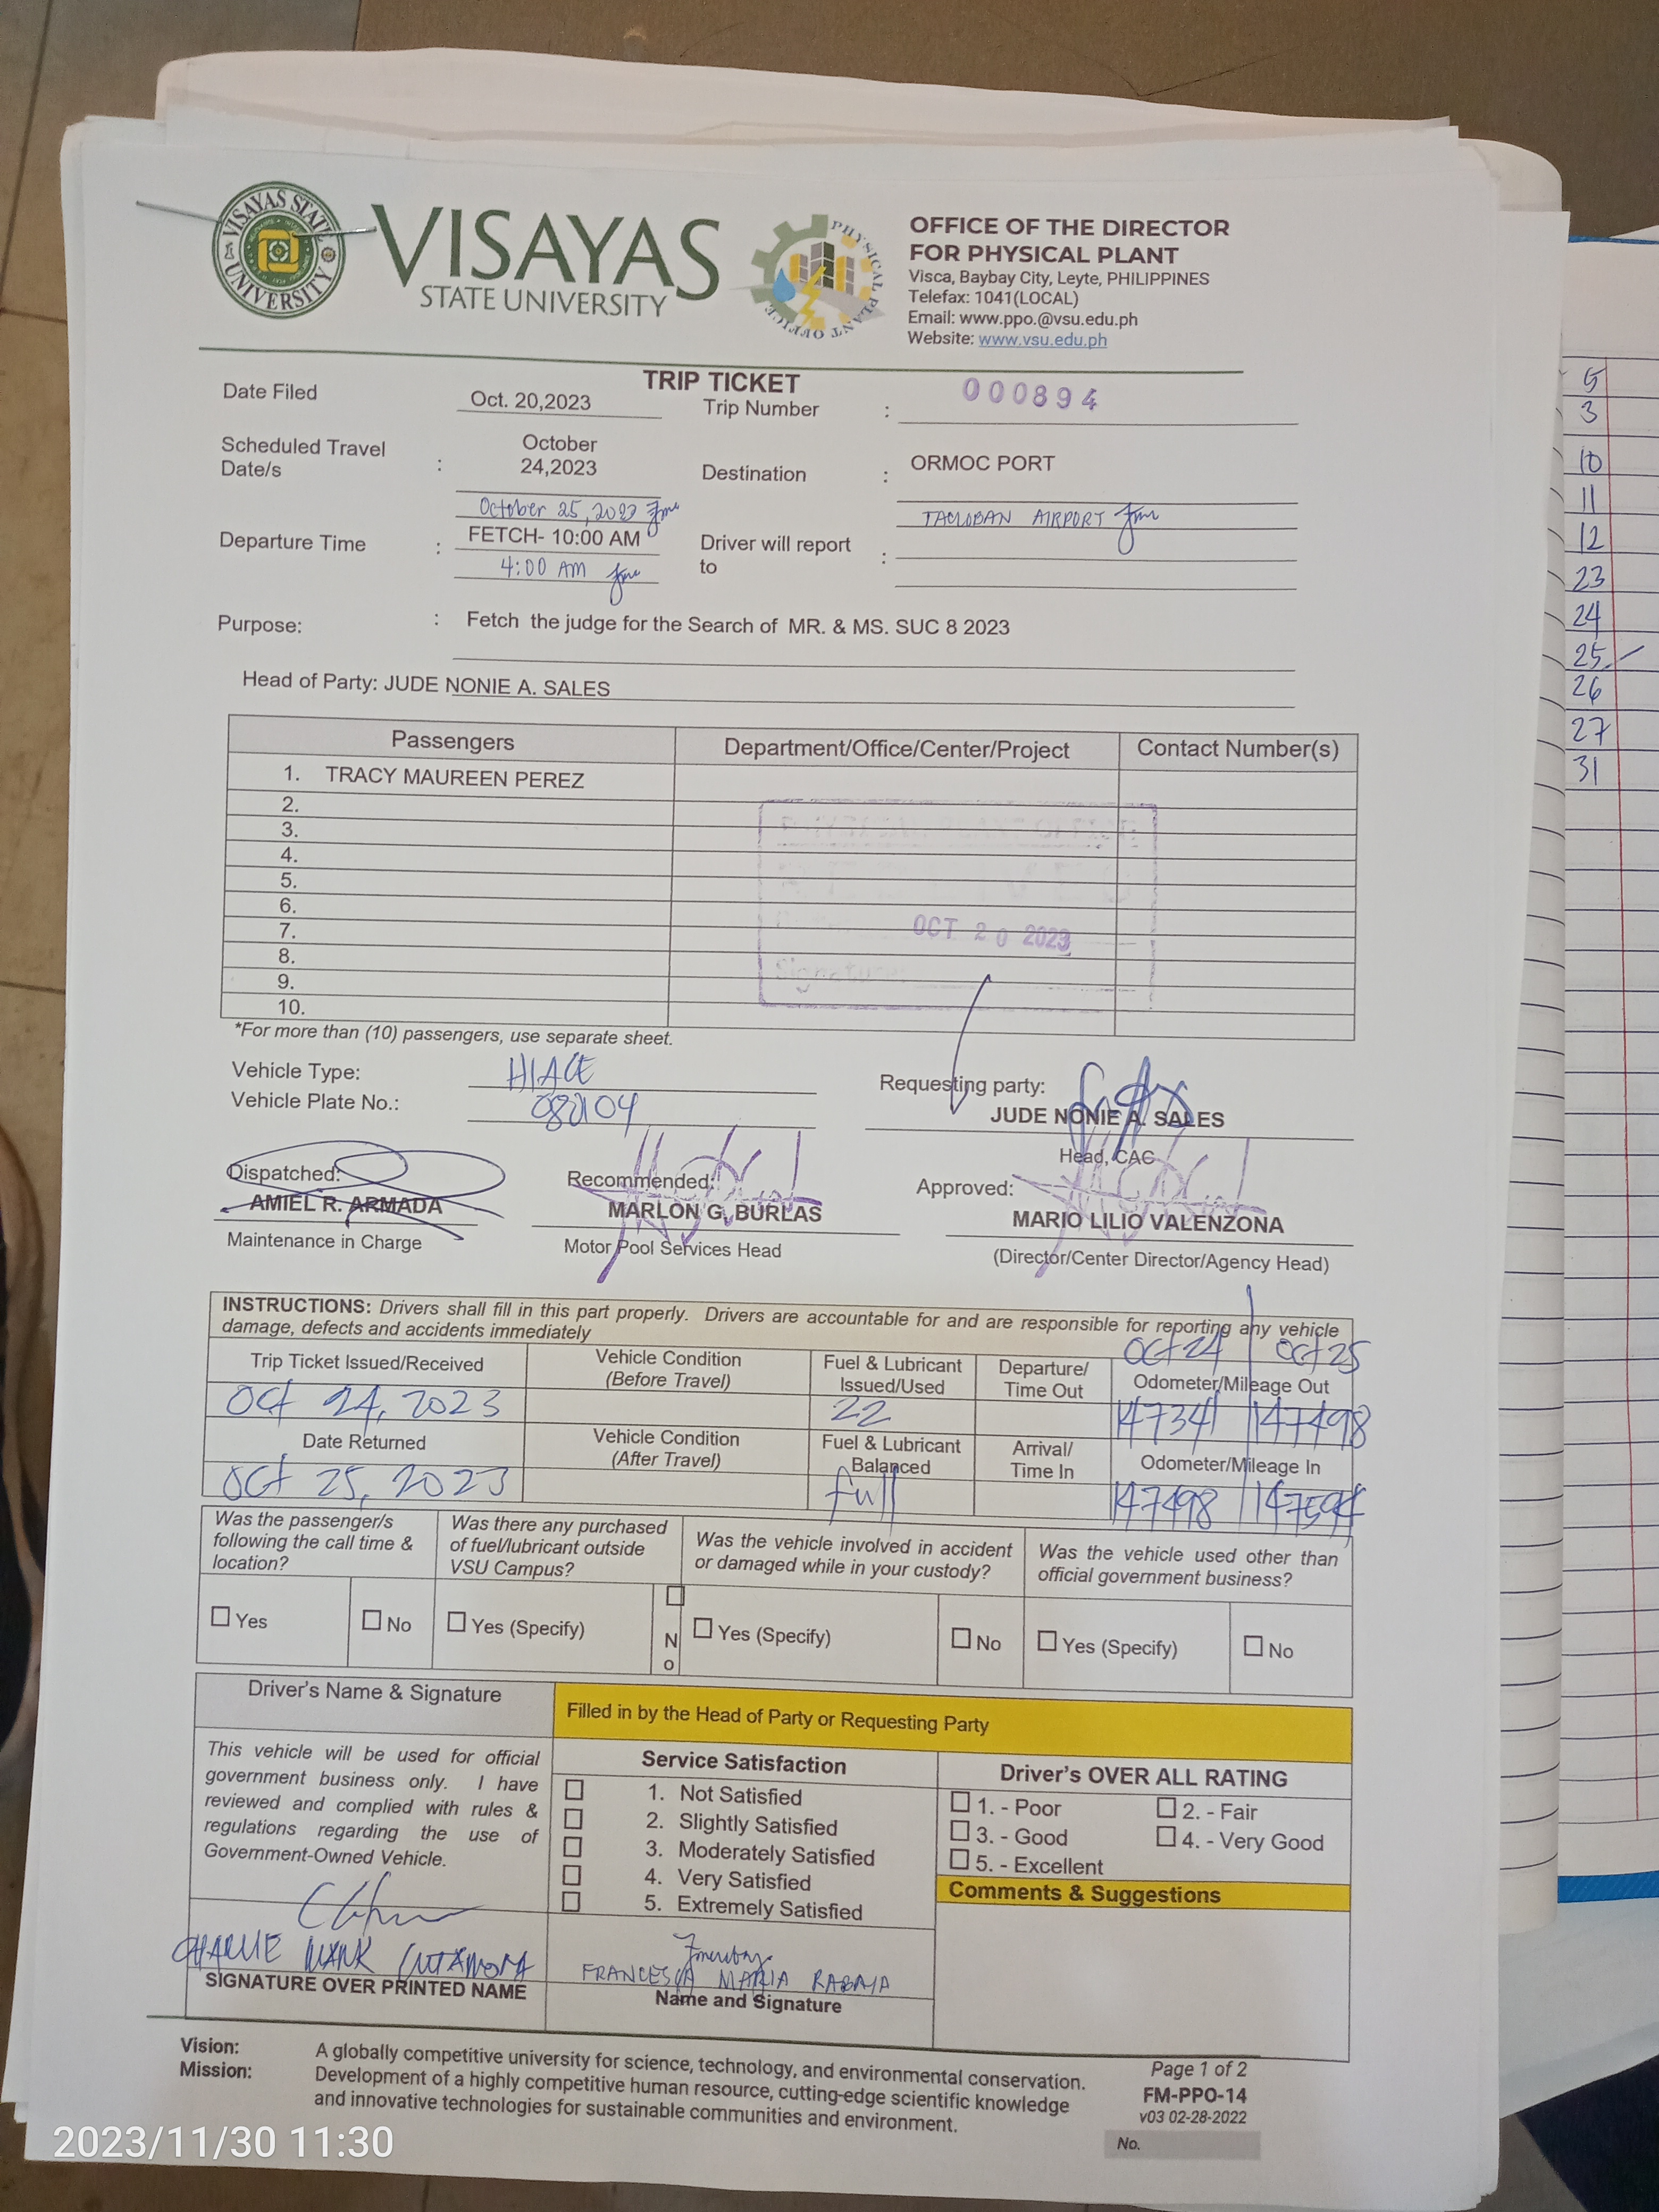 VISAYAS STATE UNIVERSITY
VISAYAS
STATE UNIVERSITY
PHYSICAL PLANT OFFICE
OFFICE OF THE DIRECTOR
FOR PHYSICAL PLANT
Visca, Baybay City, Leyte, PHILIPPINES
Telefax: 1041(LOCAL)
Email: www.ppo.@vsu.edu.ph
Website: www.vsu.edu.ph
TRIP TICKET
Date Filed Oct. 20,2023 Trip Number : 000894
Scheduled Travel Date/s : October 24,2023 Destination : ORMOC PORT
October 25, 2023 TACLOBAN AIRPORT
Departure Time : FETCH- 10:00 AM Driver will report to :
4:00 AM
Purpose: : Fetch the judge for the Search of MR. & MS. SUC 8 2023
Head of Party: JUDE NONIE A. SALES
Passengers Department/Office/Center/Project Contact Number(s)
1. TRACY MAUREEN PEREZ
2.
3.
4.
5.
6.
7.
8.
9.
10.
OCT 20 2023
Signature:
*For more than (10) passengers, use separate sheet.
Vehicle Type: HIACE
Vehicle Plate No.:
Requesting party:
JUDE NONIE A. SALES
Head, CAC
Dispatched: Recommended: Approved:
AMIEL R. ARMADA MARLON G. BURLAS MARIO LILIO VALENZONA
Maintenance in Charge Motor Pool Services Head (Director/Center Director/Agency Head)
INSTRUCTIONS: Drivers shall fill in this part properly. Drivers are accountable for and are responsible for reporting any vehicle
damage, defects and accidents immediately
Oct 24 Oct 25
Trip Ticket Issued/Received Vehicle Condition (Before Travel) Fuel & Lubricant Issued/Used Departure/ Time Out Odometer/Mileage Out
Oct 24, 2023 22 147341 147498
Date Returned Vehicle Condition (After Travel) Fuel & Lubricant Balanced Arrival/ Time In Odometer/Mileage In
Oct 25, 2023 full 147498
Was the passenger/s following the call time & location? Was there any purchased of fuel/lubricant outside VSU Campus? Was the vehicle involved in accident or damaged while in your custody? Was the vehicle used other than official government business?
Yes No Yes (Specify) No Yes (Specify) No Yes (Specify) No
Driver's Name & Signature
Filled in by the Head of Party or Requesting Party
This vehicle will be used for official
government business only. I have
reviewed and complied with rules &
regulations regarding the use of
Government-Owned Vehicle.
Service Satisfaction
1. Not Satisfied
2. Slightly Satisfied
3. Moderately Satisfied
4. Very Satisfied
5. Extremely Satisfied
Driver's OVER ALL RATING
1. - Poor 2. - Fair
3. - Good 4. - Very Good
5. - Excellent
Comments & Suggestions
CHARLIE MARK
SIGNATURE OVER PRINTED NAME
FRANCESCA MARIA RABAJA
Name and Signature
Vision: A globally competitive university for science, technology, and environmental conservation.
Mission: Development of a highly competitive human resource, cutting-edge scientific knowledge
and innovative technologies for sustainable communities and environment.
Page 1 of 2
FM-PPO-14
v03 02-28-2022
No.
5
3
10
11
12
23
24
25
26
27
31
2023/11/30 11:30